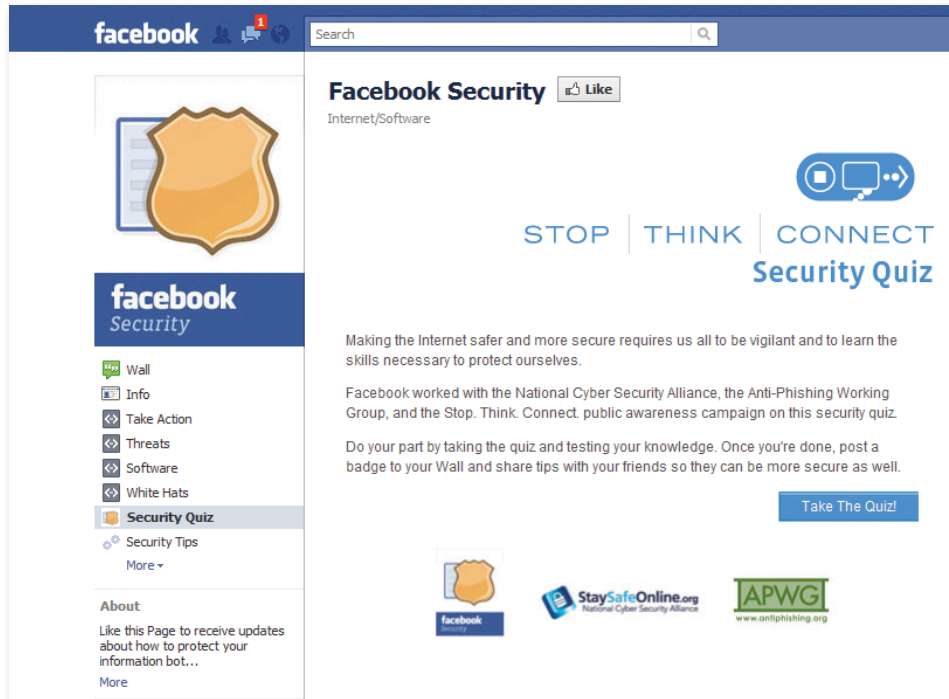 facebook
1
Search
Facebook Security
Like
Internet/Software
STOP THINK CONNECT
Security Quiz
facebook
Security
Wall
Info
Take Action
Threats
Software
White Hats
Security Quiz
Security Tips
More
About
Like this Page to receive updates
about how to protect your
information bot...
More
Making the Internet safer and more secure requires us all to be vigilant and to learn the
skills necessary to protect ourselves.
Facebook worked with the National Cyber Security Alliance, the Anti-Phishing Working
Group, and the Stop. Think. Connect. public awareness campaign on this security quiz.
Do your part by taking the quiz and testing your knowledge. Once you're done, post a
badge to your Wall and share tips with your friends so they can be more secure as well.
Take The Quiz!
facebook
Security
StaySafeOnline.org
National Cyber Security Alliance
APWG
www.antiphishing.org